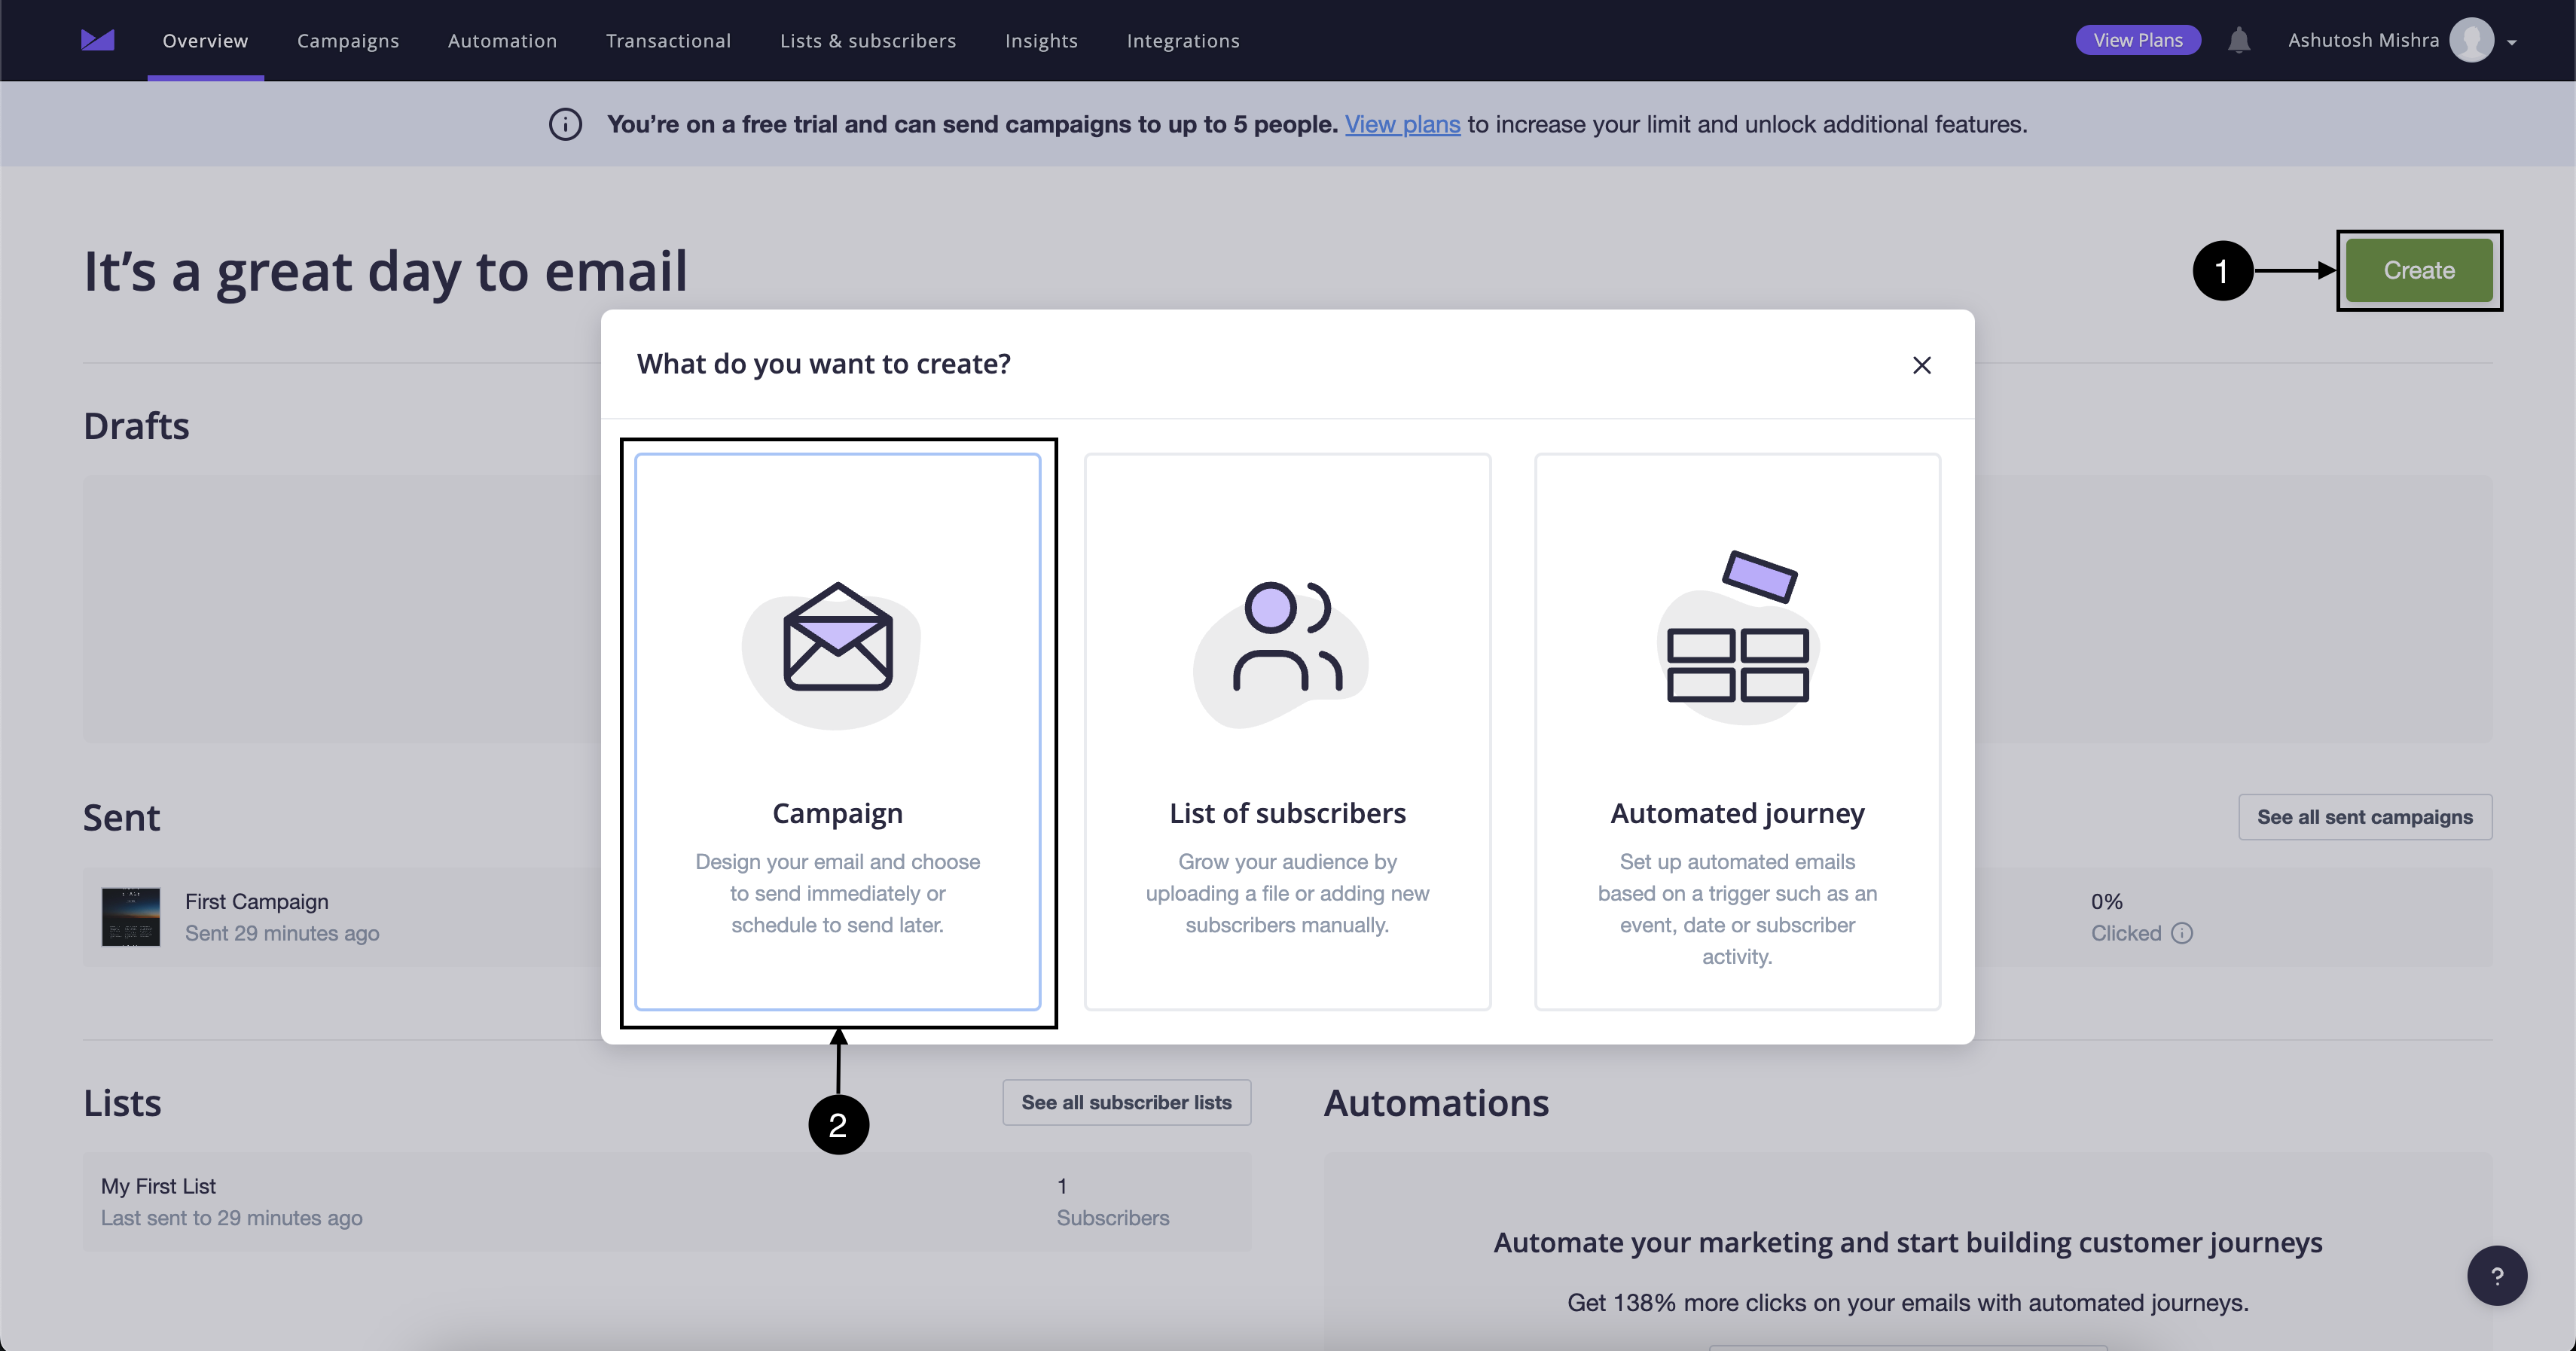 Overview Campaigns Automation Transactional Lists & subscribers Insights Integrations View Plans Ashutosh Mishra
You’re on a free trial and can send campaigns to up to 5 people. View plans to increase your limit and unlock additional features.
It’s a great day to email
1
Create
What do you want to create?
Drafts
Campaign
Design your email and choose
to send immediately or
schedule to send later.
List of subscribers
Grow your audience by
uploading a file or adding new
subscribers manually.
Automated journey
Set up automated emails
based on a trigger such as an
event, date or subscriber
activity.
Sent
See all sent campaigns
First Campaign
Sent 29 minutes ago
0%
Clicked
2
Lists
See all subscriber lists
My First List
Last sent to 29 minutes ago
1
Subscribers
Automations
Automate your marketing and start building customer journeys
Get 138% more clicks on your emails with automated journeys.
?